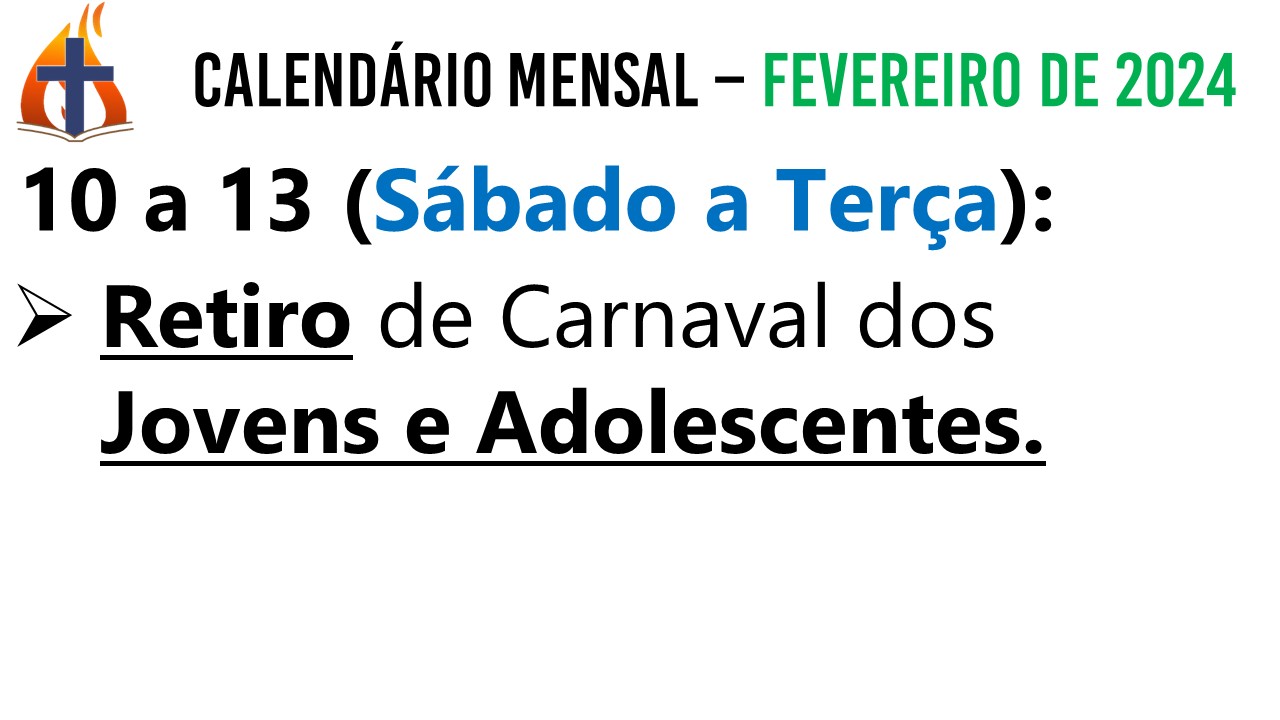 CALENDÁRIO MENSAL – FEVEREIRO DE 2024
10 a 13 (Sábado a Terça):
➢ Retiro de Carnaval dos
Jovens e Adolescentes.